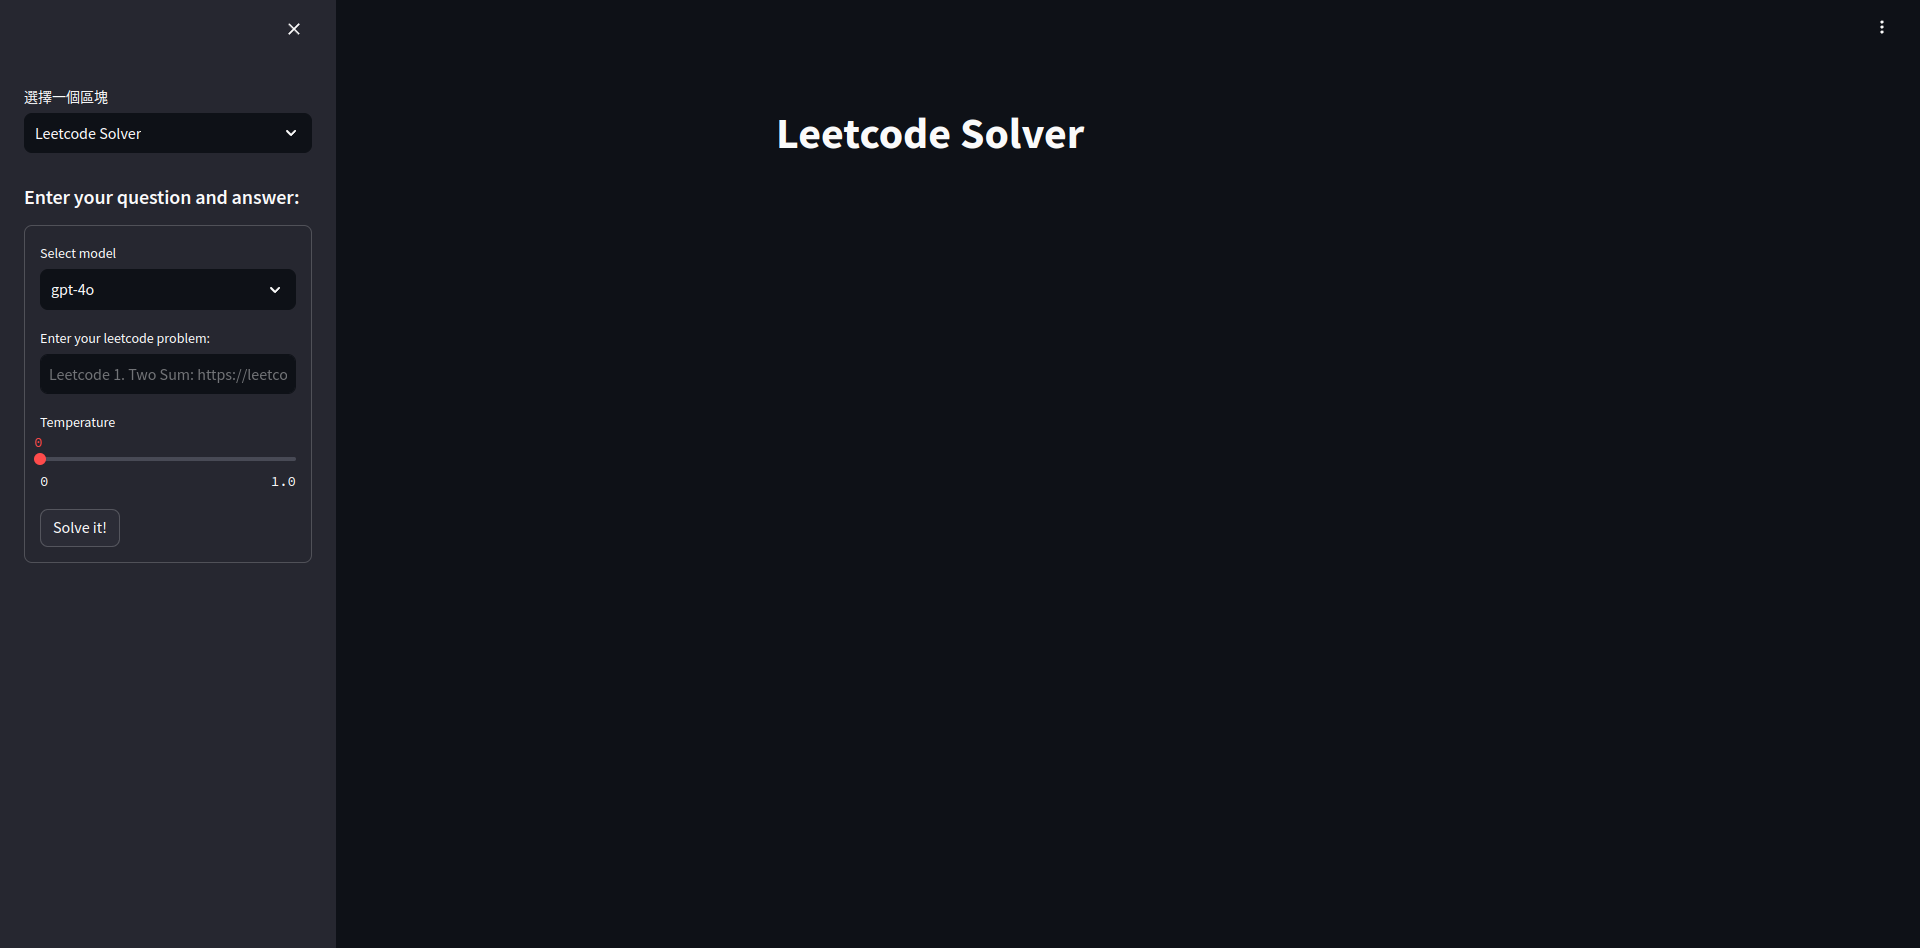 選擇一個區塊
Leetcode Solver
Enter your question and answer:
Select model
gpt-4o
Enter your leetcode problem:
Leetcode 1. Two Sum: https://leetco
Temperature
0
0 1.0
Solve it!
Leetcode Solver